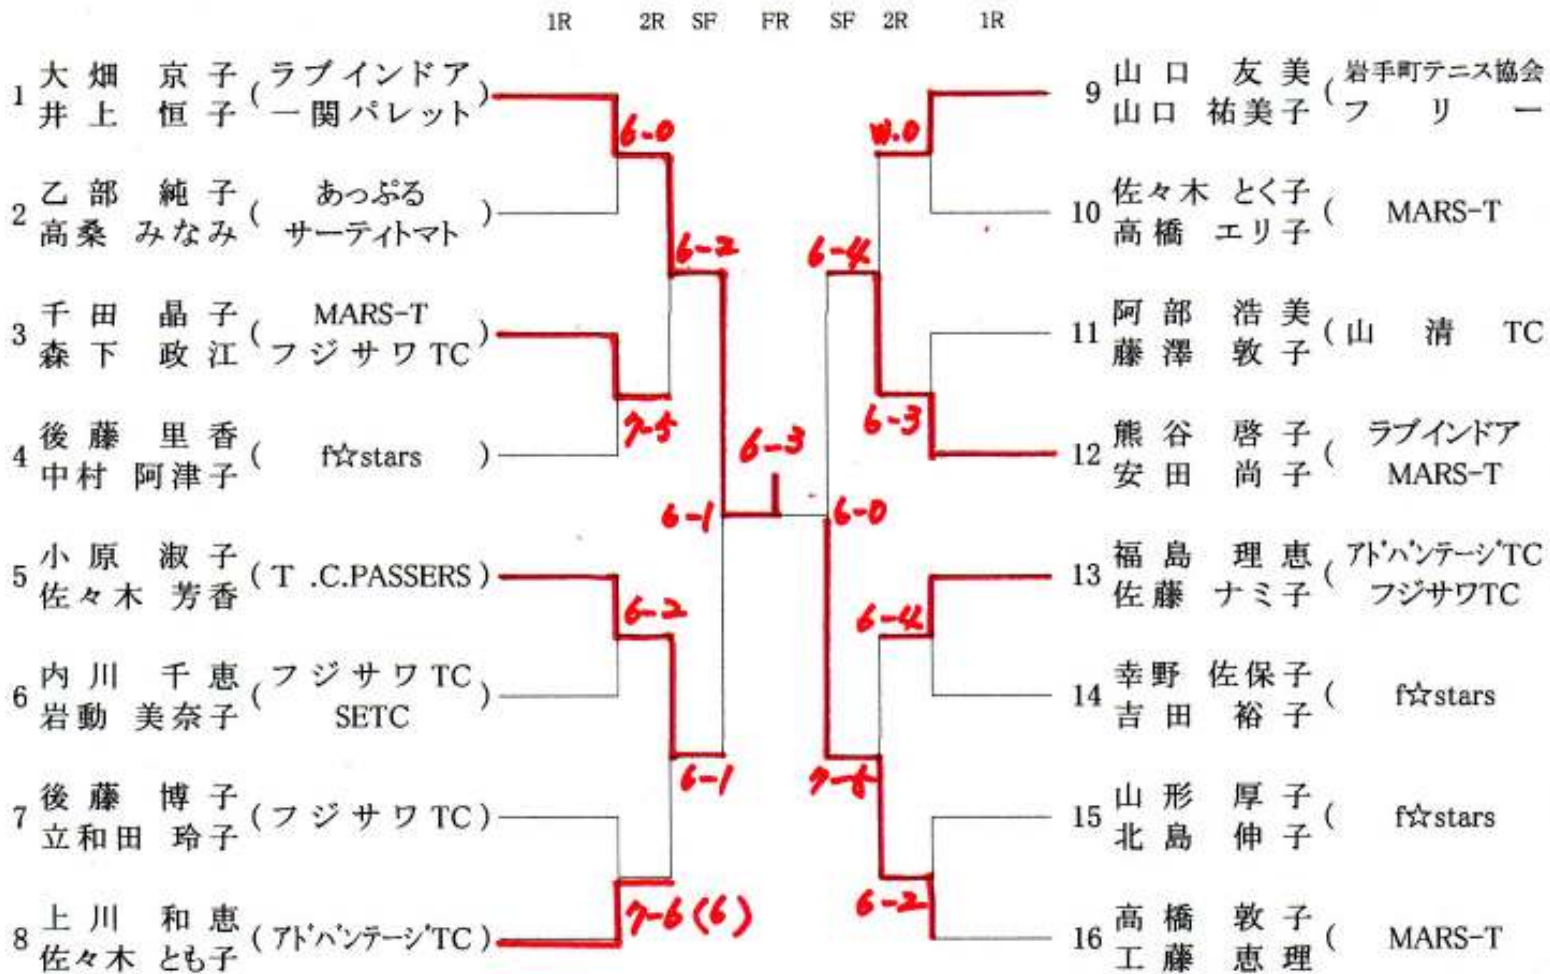 1R 2R SF FR SF 2R 1R
1 大畑 京子 (ラブインドア
井上 恒子 一関パレット)
2 乙部 純子 ( あっぷる
高桑 みなみ サーティトマト )
3 千田 晶子 ( MARS-T
森下 政江 フジサワTC )
4 後藤 里香
中村 阿津子 ( f☆stars )
5 小原 淑子
佐々木 芳香 (T .C.PASSERS)
6 内川 千恵 ( フジサワTC
岩動 美奈子 SETC )
7 後藤 博子
立和田 玲子 (フジサワTC)
8 上川 和恵
佐々木 とも子 (アドバンテージTC)
9 山口 友美 (岩手町テニス協会
山口 祐美子 フリー
10 佐々木 とく子
高橋 エリ子 ( MARS-T
11 阿部 浩美
藤澤 敦子 (山清 TC
12 熊谷 啓子 ( ラブインドア
安田 尚子 MARS-T
13 福島 理恵 (アドバンテージTC
佐藤 ナミ子 フジサワTC
14 幸野 佐保子
吉田 裕子 ( f☆stars
15 山形 厚子
北島 伸子 ( f☆stars
16 高橋 敦子
工藤 恵理 ( MARS-T
6-0
6-2
7-5
6-1
6-2
6-1
7-6(6)
6-3
W.O
6-4
6-3
6-0
6-4
7-5
6-2